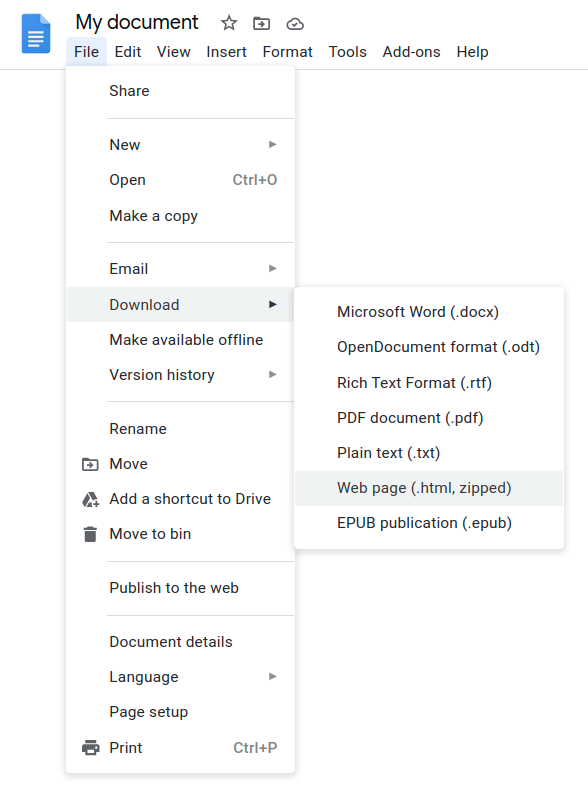 My document
File Edit View Insert Format Tools Add-ons Help
Share
New
Open Ctrl+O
Make a copy
Email
Download
Make available offline
Version history
Rename
Move
Add a shortcut to Drive
Move to bin
Publish to the web
Document details
Language
Page setup
Print Ctrl+P
Microsoft Word (.docx)
OpenDocument format (.odt)
Rich Text Format (.rtf)
PDF document (.pdf)
Plain text (.txt)
Web page (.html, zipped)
EPUB publication (.epub)